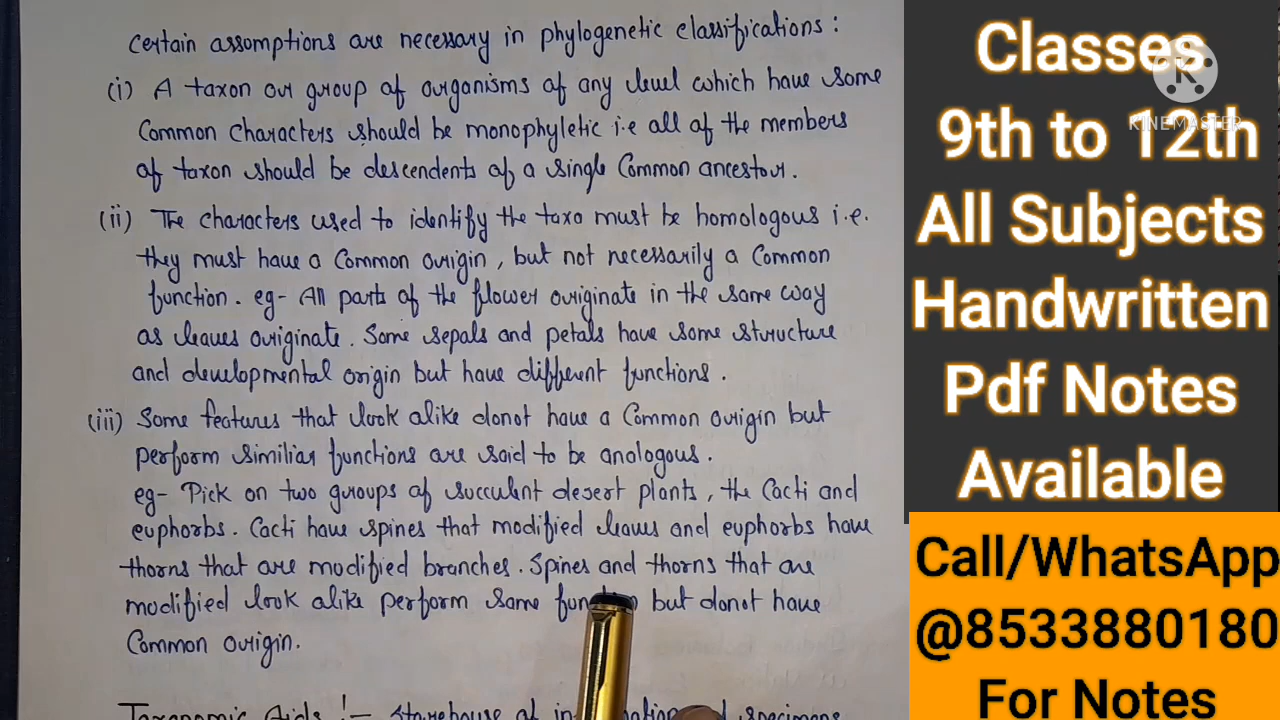 Certain assumptions are necessary in phylogenetic classifications:
(i) A taxon or group of organisms of any level which have some
Common characters should be monophyletic i.e all of the members
of taxon should be descendents of a single Common ancestor.
(ii) The characters used to identify the taxa must be homologous i.e.
they must have a Common origin, but not necessarily a Common
function. eg- All parts of the flower originate in the same way
as leaves originate. Some sepals and petals have some structure
and developmental origin but have different functions.
(iii) Some features that look alike donot have a Common origin but
perform similiar functions are said to be analogous.
eg- Pick on two groups of succulent desert plants, the Cacti and
euphorbs. Cacti have spines that modified leaves and euphorbs have
thorns that are modified branches. Spines and thorns that are
modified look alike perform same but donot have
Common origin.
Taxonomic Aids !- storehouse of specimens
Classes
9th to 12th
All Subjects
Handwritten
Pdf Notes
Available
Call/WhatsApp
@8533880180
For Notes
K
KINEMASTER